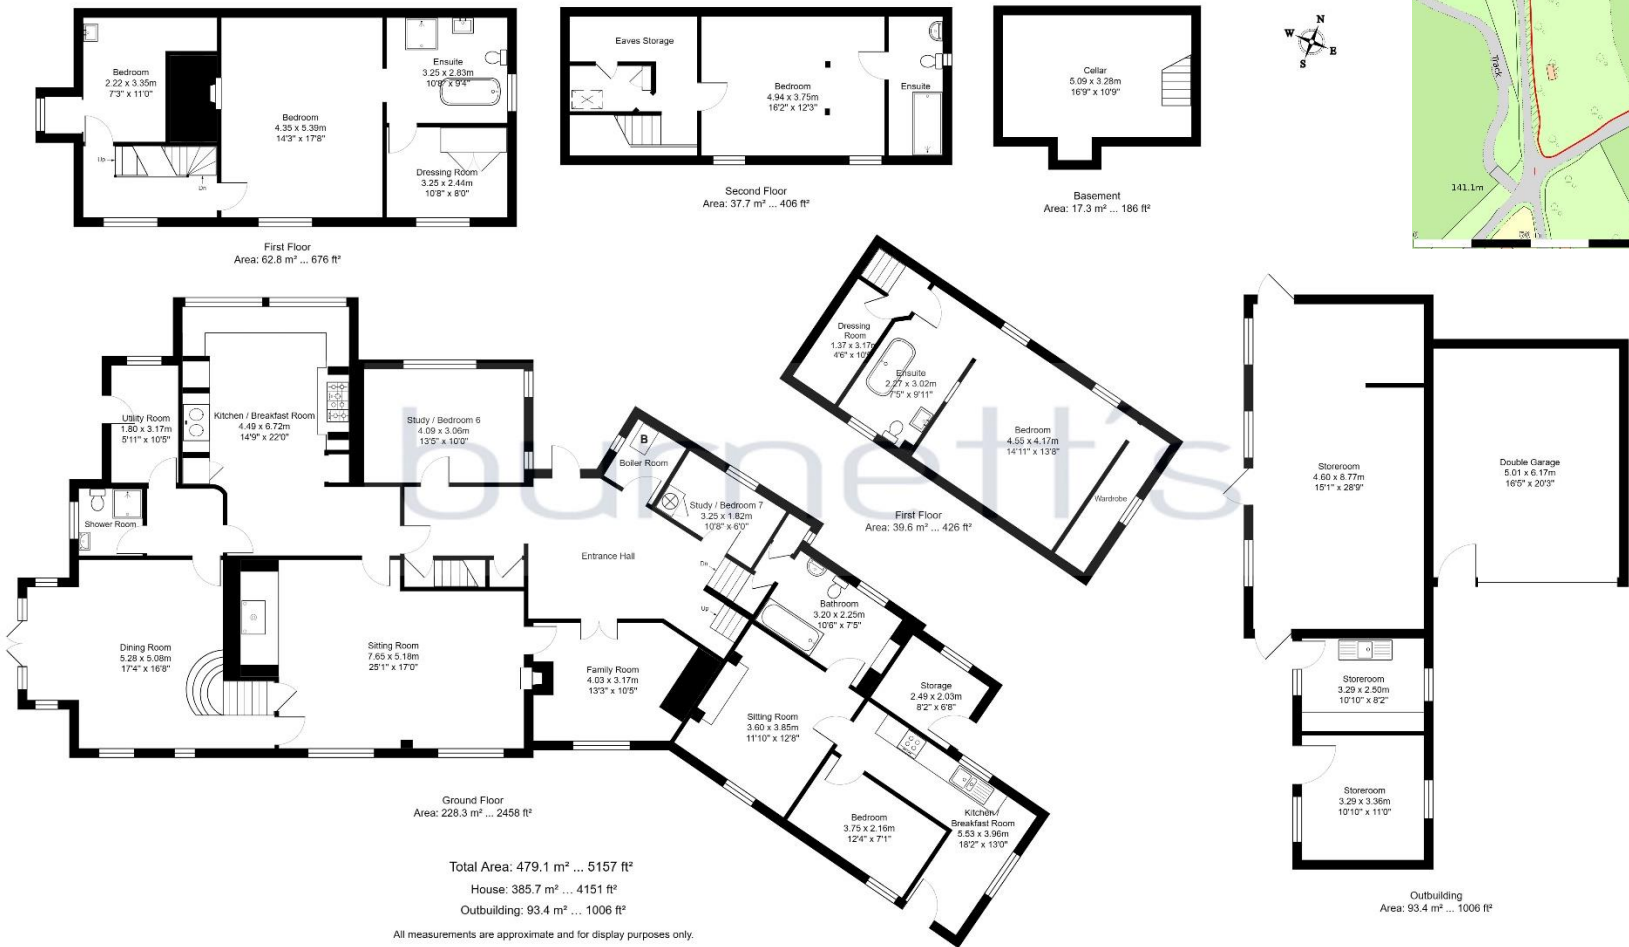 Bedroom
2.22 x 3.35m
7'3" x 11'0"
Bedroom
4.35 x 5.39m
14'3" x 17'8"
Ensuite
3.25 x 2.83m
10'8" x 9'4"
Dressing Room
3.25 x 2.44m
10'8" x 8'0"
Up
Dn
First Floor
Area: 62.8 m² ... 676 ft²
Eaves Storage
Bedroom
4.94 x 3.75m
16'2" x 12'3"
Ensuite
Second Floor
Area: 37.7 m² ... 406 ft²
Cellar
5.09 x 3.28m
16'9" x 10'9"
Basement
Area: 17.3 m² ... 186 ft²
N
W
E
S
Track
141.1m
Utility Room
1.80 x 3.17m
5'11" x 10'5"
Kitchen / Breakfast Room
4.49 x 6.72m
14'9" x 22'0"
Study / Bedroom 6
4.09 x 3.06m
13'5" x 10'0"
B
Boiler Room
Study / Bedroom 7
3.25 x 1.82m
10'8" x 6'0"
Shower Room
Entrance Hall
Dn
Up
Bathroom
3.20 x 2.25m
10'6" x 7'5"
Dining Room
5.28 x 5.08m
17'4" x 16'8"
Sitting Room
7.65 x 5.18m
25'1" x 17'0"
Family Room
4.03 x 3.17m
13'3" x 10'5"
Storage
2.49 x 2.03m
8'2" x 6'8"
Sitting Room
3.60 x 3.85m
11'10" x 12'8"
Bedroom
3.75 x 2.16m
12'4" x 7'1"
Kitchen /
Breakfast Room
5.53 x 3.96m
18'2" x 13'0"
Ground Floor
Area: 228.3 m² ... 2458 ft²
Dressing
Room
1.37 x 3.17m
4'6" x 10'5"
Ensuite
2.27 x 3.02m
7'5" x 9'11"
Bedroom
4.55 x 4.17m
14'11" x 13'8"
Wardrobe
First Floor
Area: 39.6 m² ... 426 ft²
burnett's
Storeroom
4.60 x 8.77m
15'1" x 28'9"
Double Garage
5.01 x 6.17m
16'5" x 20'3"
Storeroom
3.29 x 2.50m
10'10" x 8'2"
Storeroom
3.29 x 3.36m
10'10" x 11'0"
Outbuilding
Area: 93.4 m² ... 1006 ft²
Total Area: 479.1 m² ... 5157 ft²
House: 385.7 m² ... 4151 ft²
Outbuilding: 93.4 m² ... 1006 ft²
All measurements are approximate and for display purposes only.